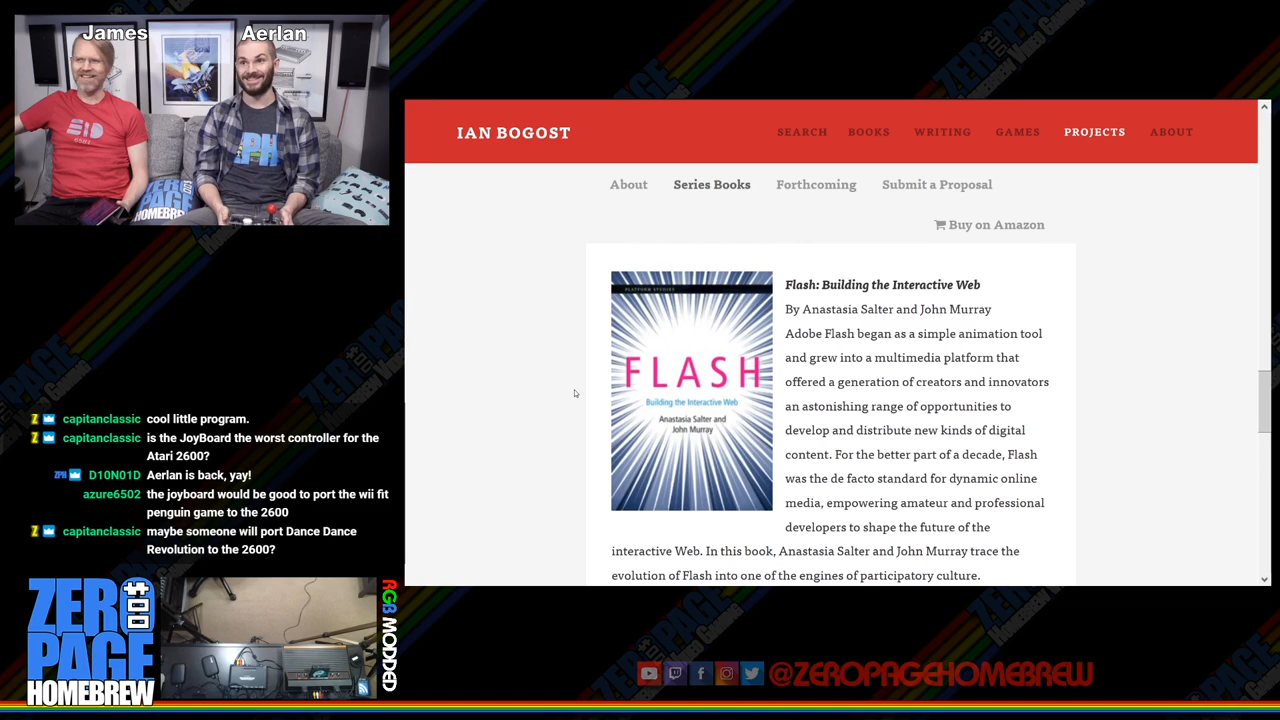 James
Aerlan
IAN BOGOST
SEARCH BOOKS WRITING GAMES PROJECTS ABOUT
About Series Books Forthcoming Submit a Proposal
Buy on Amazon
PLATFORM STUDIES
FLASH
Building the Interactive Web
Anastasia Salter and
John Murray
Flash: Building the Interactive Web
By Anastasia Salter and John Murray
Adobe Flash began as a simple animation tool
and grew into a multimedia platform that
offered a generation of creators and innovators
an astonishing range of opportunities to
develop and distribute new kinds of digital
content. For the better part of a decade, Flash
was the de facto standard for dynamic online
media, empowering amateur and professional
developers to shape the future of the
interactive Web. In this book, Anastasia Salter and John Murray trace the
evolution of Flash into one of the engines of participatory culture.
capitanclassic cool little program.
capitanclassic is the JoyBoard the worst controller for the
Atari 2600?
D10N01D Aerlan is back, yay!
azure6502 the joyboard would be good to port the wii fit
penguin game to the 2600
capitanclassic maybe someone will port Dance Dance
Revolution to the 2600?
ZERO
PAGE
HOMEBREW
RGB MODDED
@ZEROPAGEHOMEBREW